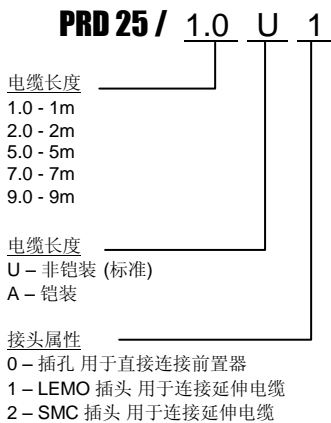 PRD 25 / 1.0 U 1
电缆长度
1.0 - 1m
2.0 - 2m
5.0 - 5m
7.0 - 7m
9.0 - 9m
电缆长度
U – 非铠装 (标准)
A – 铠装
接头属性
0 – 插孔 用于直接连接前置器
1 – LEMO 插头 用于连接延伸电缆
2 – SMC 插头 用于连接延伸电缆